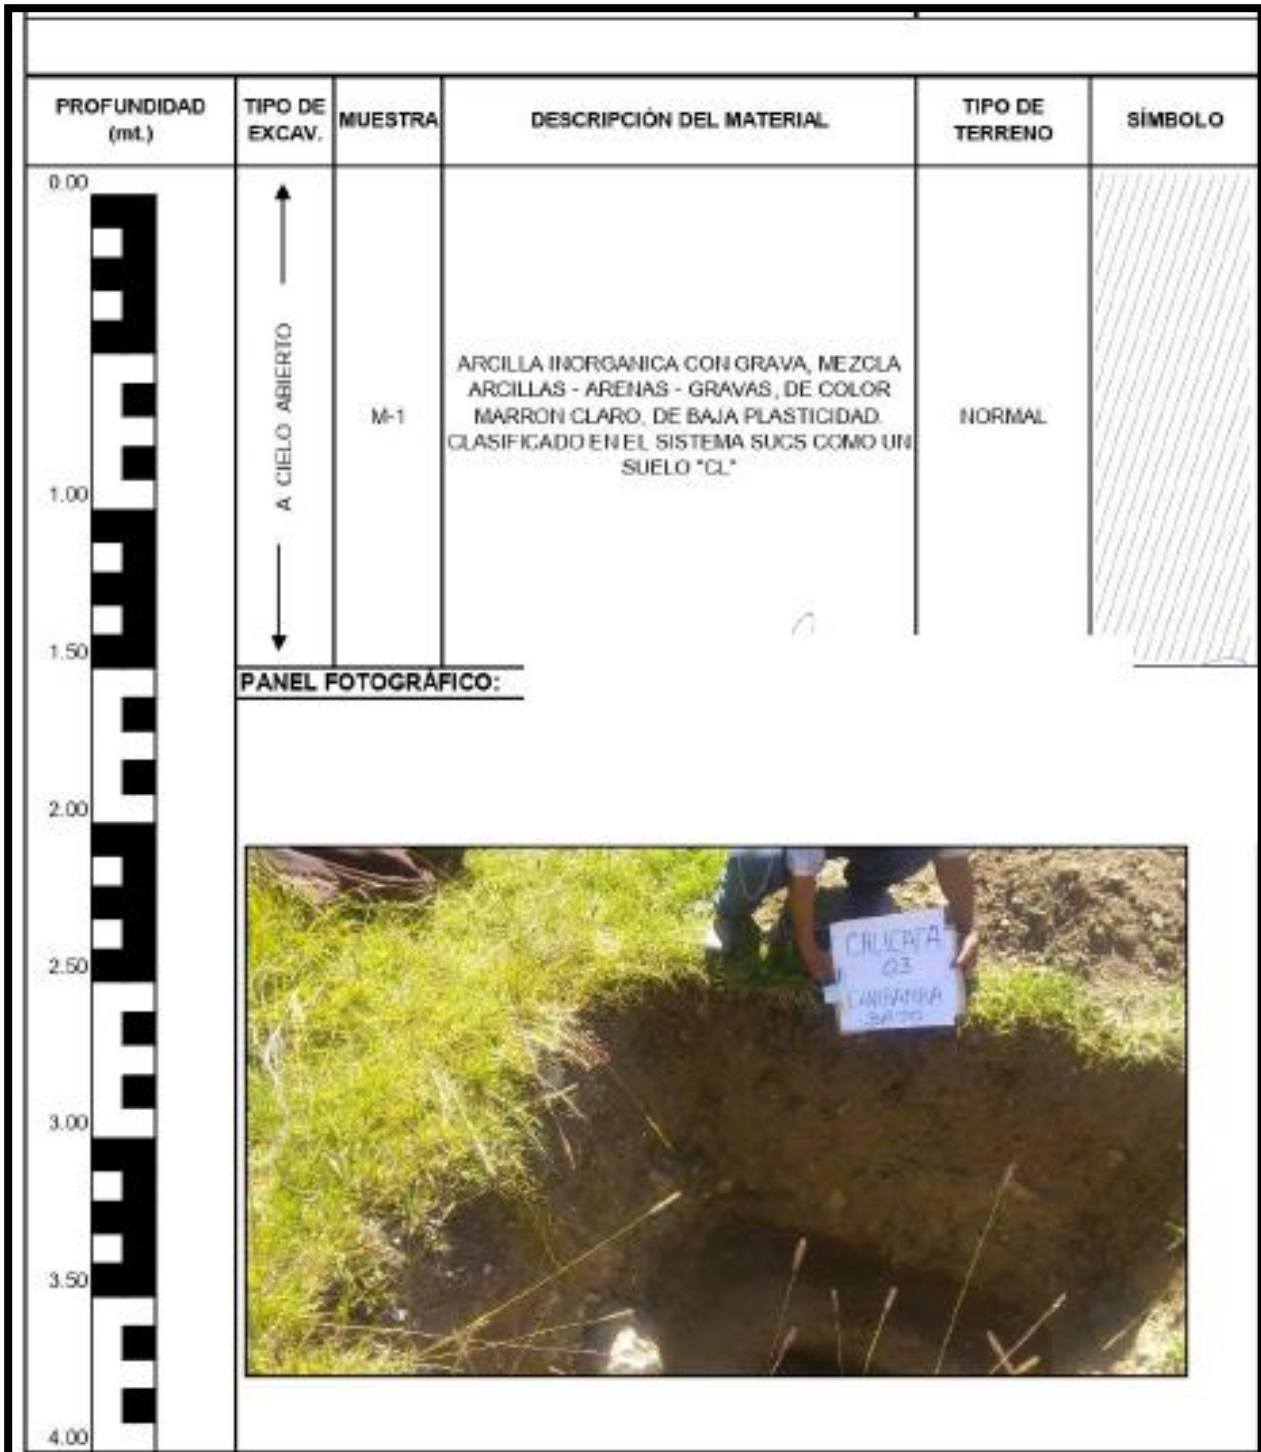 PROFUNDIDAD
(mt.)
TIPO DE
EXCAV.
MUESTRA
DESCRIPCIÓN DEL MATERIAL
TIPO DE
TERRENO
SÍMBOLO
0.00
1.00
1.50
2.00
2.50
3.00
3.50
4.00
A CIELO ABIERTO
M-1
ARCILLA INORGANICA CON GRAVA, MEZCLA
ARCILLAS - ARENAS - GRAVAS, DE COLOR
MARRON CLARO, DE BAJA PLASTICIDAD.
CLASIFICADO EN EL SISTEMA SUCS COMO UN
SUELO "CL"
NORMAL
PANEL FOTOGRÁFICO:
CALICATA
03
BAJO